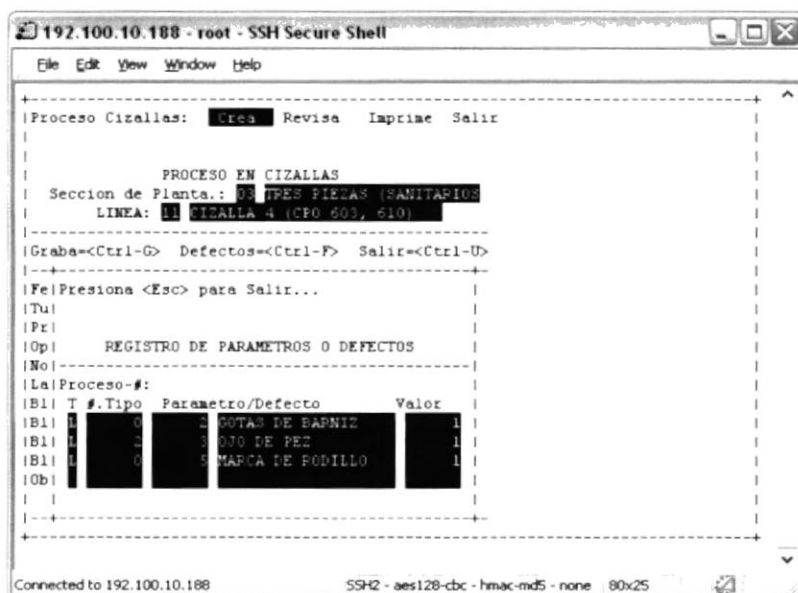 192.100.10.188 - root - SSH Secure Shell
File Edit View Window Help
Proceso Cizallas: Crea Revisa Imprime Salir
PROCESO EN CIZALLAS
Seccion de Planta.: 03 TRES PIEZAS (SANITARIOS
LINEA: 11 CIZALLA 4 (CPO 603, 610)
Graba=<Ctrl-G> Defectos=<Ctrl-F> Salir=<Ctrl-U>
Fe Presiona <Esc> para Salir...
Tu
Pr
Op REGISTRO DE PARAMETROS O DEFECTOS
No
La Proceso-#:
Bl T #.Tipo Parametro/Defecto Valor
Bl L 0 2 GOTAS DE BARNIZ 1
Bl L 2 3 OJO DE PEZ 1
Bl L 0 5 MARCA DE RODILLO 1
Ob
Connected to 192.100.10.188 SSH2 - aes128-cbc - hmac-md5 - none 80x25